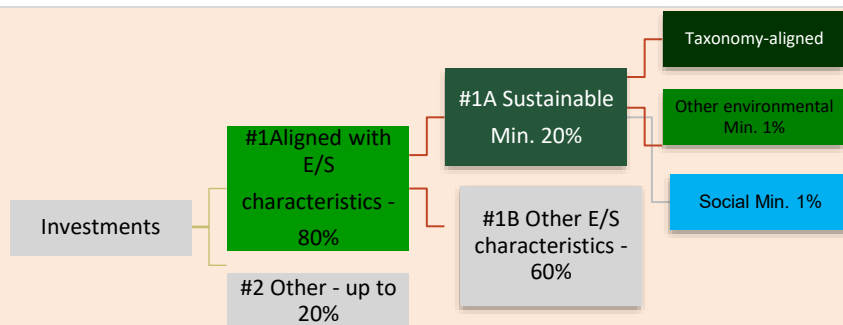 Investments
#1Aligned with
E/S
characteristics -
80%
#2 Other - up to
20%
#1A Sustainable
Min. 20%
#1B Other E/S
characteristics -
60%
Taxonomy-aligned
Other environmental
Min. 1%
Social Min. 1%